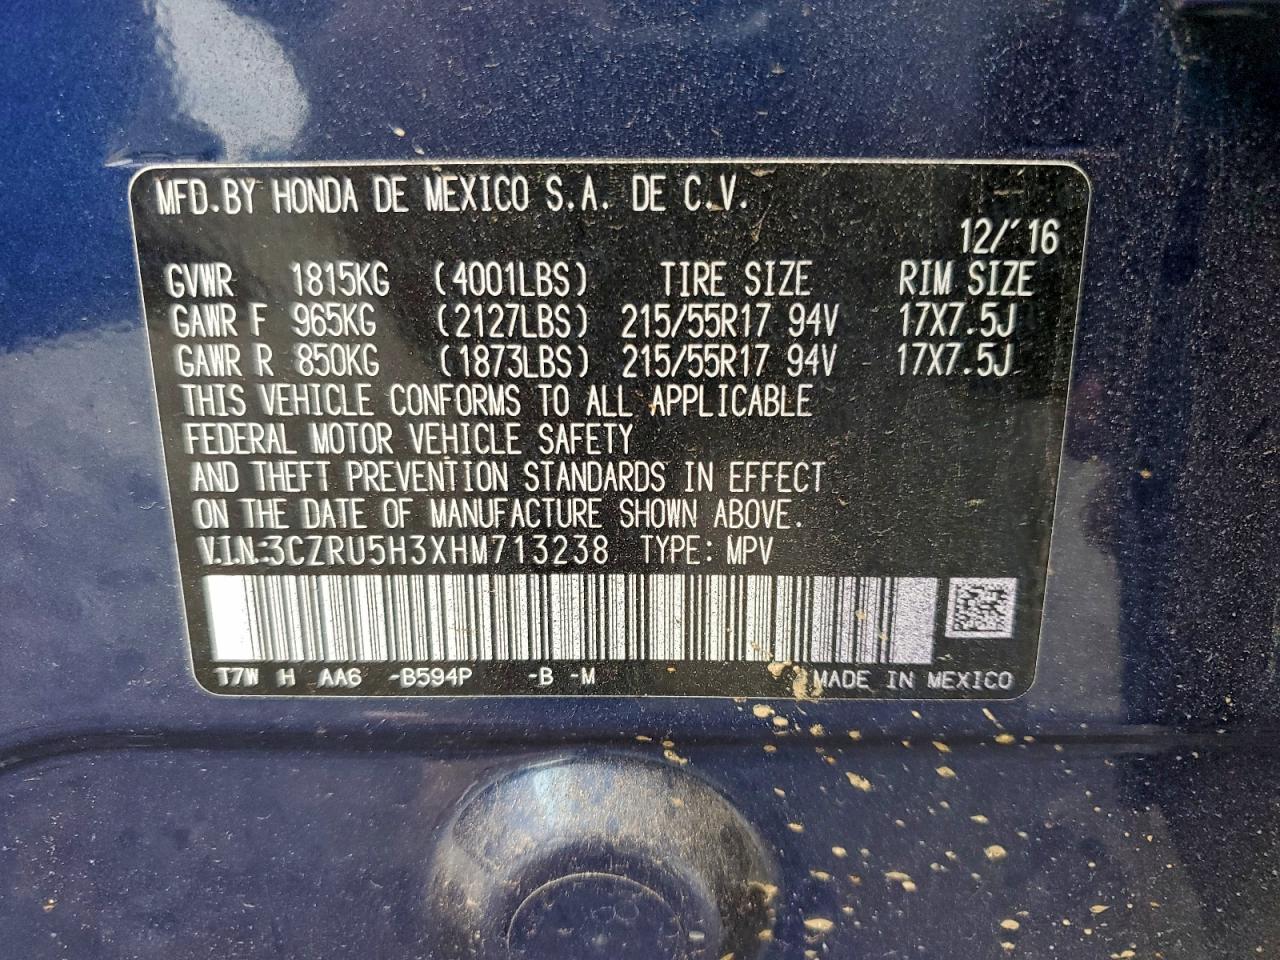 MFD.BY HONDA DE MEXICO S.A. DE C.V.
12/'16
GVWR 1815KG (4001LBS) TIRE SIZE RIM SIZE
GAWR F 965KG (2127LBS) 215/55R17 94V 17X7.5J
GAWR R 850KG (1873LBS) 215/55R17 94V 17X7.5J
THIS VEHICLE CONFORMS TO ALL APPLICABLE
FEDERAL MOTOR VEHICLE SAFETY
AND THEFT PREVENTION STANDARDS IN EFFECT
ON THE DATE OF MANUFACTURE SHOWN ABOVE.
V.I.N:3CZRU5H3XHM713238 TYPE: MPV
T7W H AA6 -B594P -B -M MADE IN MEXICO